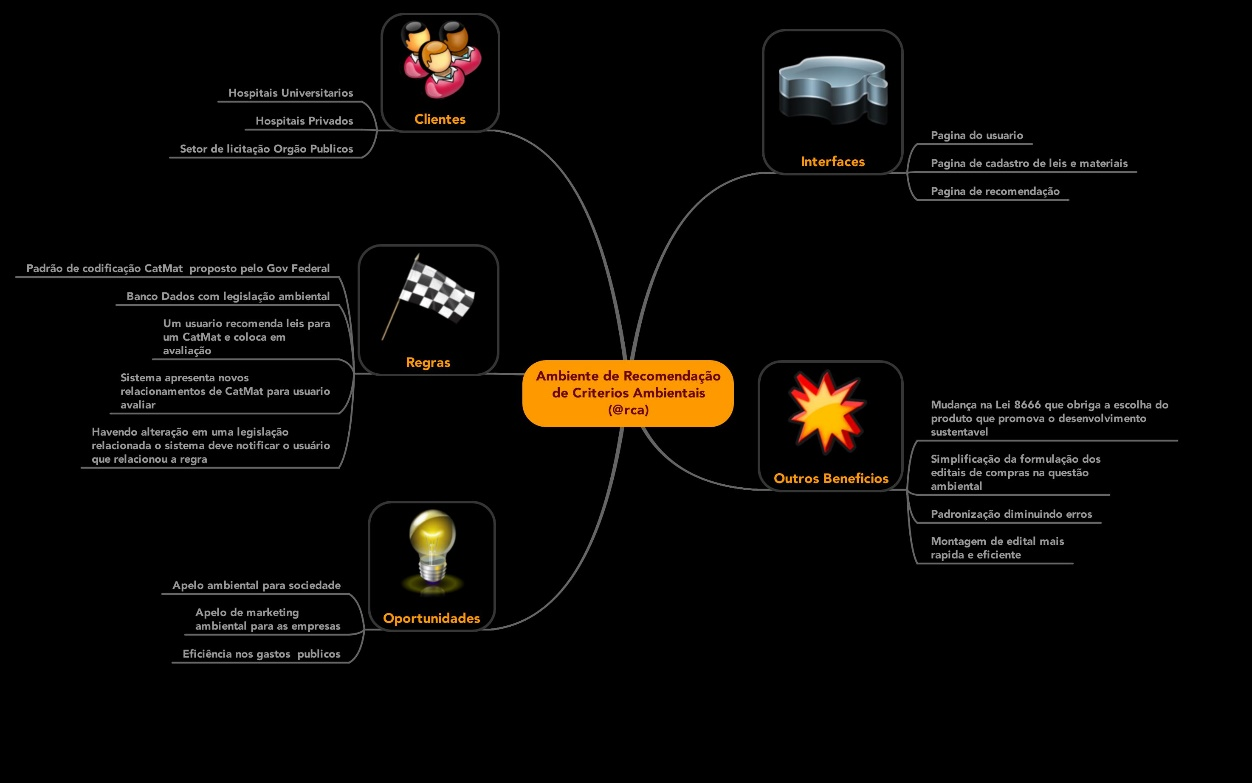 Clientes
Hospitais Universitarios
Hospitais Privados
Setor de licitação Orgão Publicos
Interfaces
Pagina do usuario
Pagina de cadastro de leis e materiais
Pagina de recomendação
Regras
Padrão de codificação CatMat  proposto pelo Gov Federal
Banco Dados com legislação ambiental
Um usuario recomenda leis para
um CatMat e coloca em
avaliação
Sistema apresenta novos
relacionamentos de CatMat para usuario
avaliar
Havendo alteração em uma legislação
relacionada o sistema deve notificar o usuário
que relacionou a regra
Ambiente de Recomendação
de Criterios Ambientais
(@rca)
Outros Beneficios
Mudança na Lei 8666 que obriga a escolha do
produto que promova o desenvolvimento
sustentavel
Simplificação da formulação dos
editais de compras na questão
ambiental
Padronização diminuindo erros
Montagem de edital mais
rapida e eficiente
Oportunidades
Apelo ambiental para sociedade
Apelo de marketing
ambiental para as empresas
Eficiência nos gastos  publicos